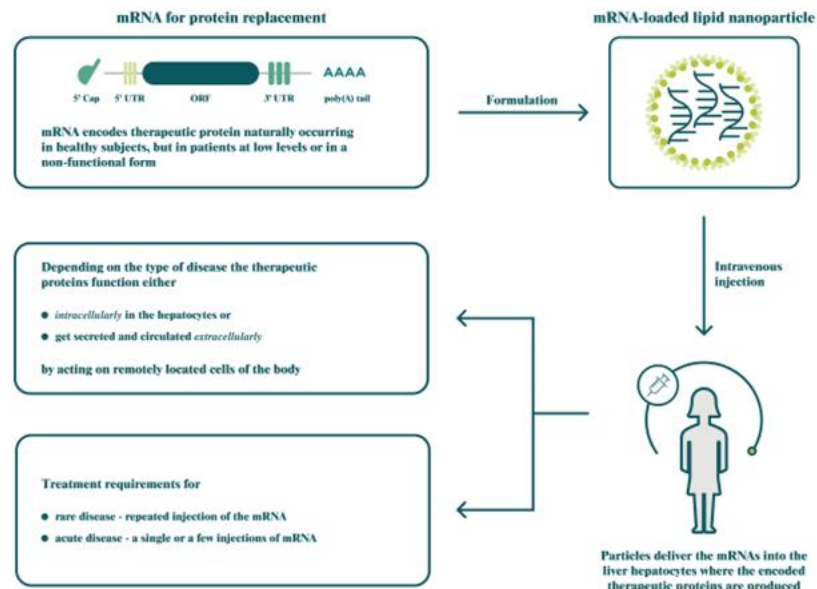 mRNA for protein replacement
5' Cap 5' UTR ORF 3' UTR AAAA poly(A) tail
mRNA encodes therapeutic protein naturally occurring
in healthy subjects, but in patients at low levels or in a
non-functional form
Formulation
mRNA-loaded lipid nanoparticle
Intravenous
injection
Particles deliver the mRNAs into the
liver hepatocytes where the encoded
therapeutic proteins are produced
Depending on the type of disease the therapeutic
proteins function either
● intracellularly in the hepatocytes or
● get secreted and circulated extracellularly
by acting on remotely located cells of the body
Treatment requirements for
● rare disease - repeated injection of the mRNA
● acute disease - a single or a few injections of mRNA